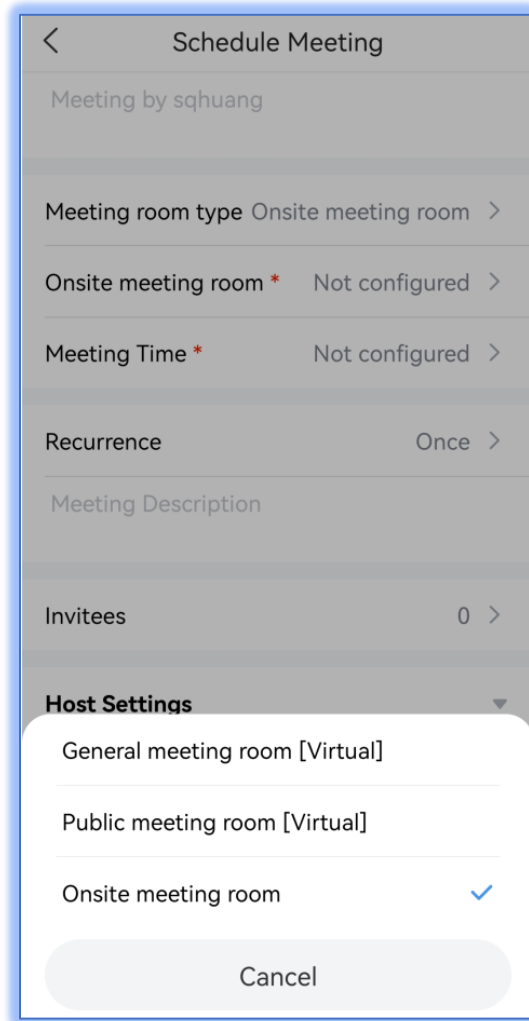 Schedule Meeting
Meeting by sqhuang
Meeting room type Onsite meeting room
Onsite meeting room * Not configured
Meeting Time * Not configured
Recurrence Once
Meeting Description
Invitees 0
Host Settings
General meeting room [Virtual]
Public meeting room [Virtual]
Onsite meeting room
Cancel